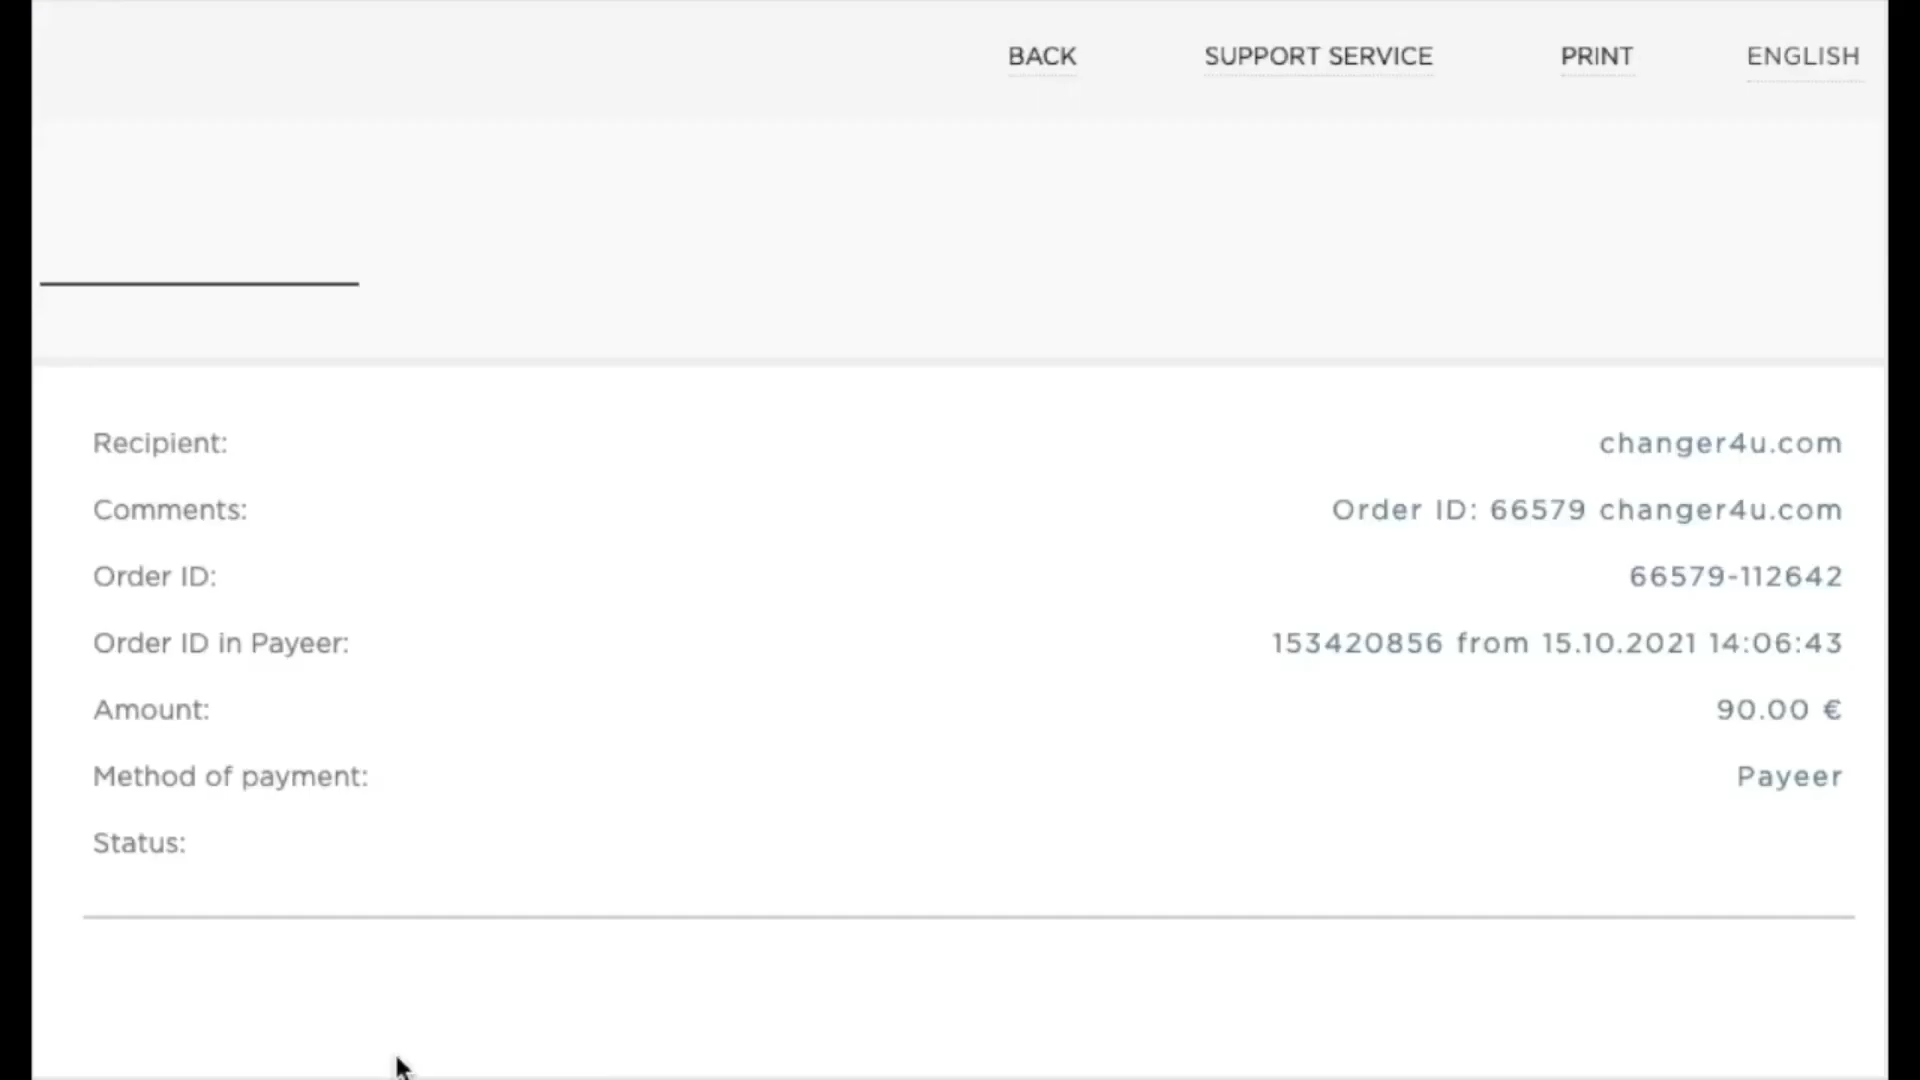 BACK SUPPORT SERVICE PRINT ENGLISH
Recipient: changer4u.com
Comments: Order ID: 66579 changer4u.com
Order ID: 66579-112642
Order ID in Payeer: 153420856 from 15.10.2021 14:06:43
Amount: 90.00 €
Method of payment: Payeer
Status: